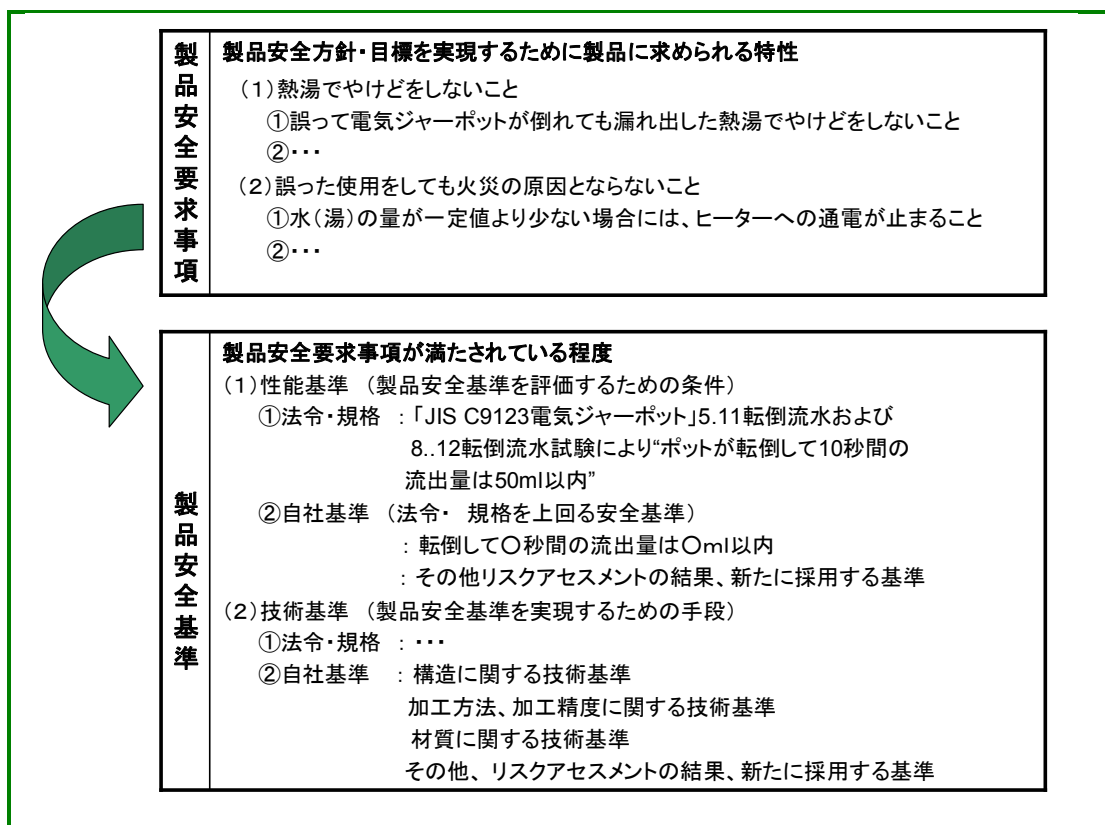 製品安全要求事項
製品安全方針・目標を実現するために製品に求められる特性
（１）熱湯でやけどをしないこと
①誤って電気ジャーポットが倒れても漏れ出した熱湯でやけどをしないこと
②・・・
（２）誤った使用をしても火災の原因とならないこと
①水（湯）の量が一定値より少ない場合には、ヒーターへの通電が止まること
②・・・
製品安全基準
製品安全要求事項が満たされている程度
（１）性能基準 （製品安全基準を評価するための条件）
①法令・規格 ：「JIS C9123電気ジャーポット」5.11転倒流水および
8..12転倒流水試験により“ポットが転倒して10秒間の
流出量は50ml以内”
②自社基準 （法令・ 規格を上回る安全基準）
：転倒して〇秒間の流出量は〇ml以内
：その他リスクアセスメントの結果、新たに採用する基準
（２）技術基準 （製品安全基準を実現するための手段）
①法令・規格 ：・・・
②自社基準 ：構造に関する技術基準
加工方法、加工精度に関する技術基準
材質に関する技術基準
その他、リスクアセスメントの結果、新たに採用する基準